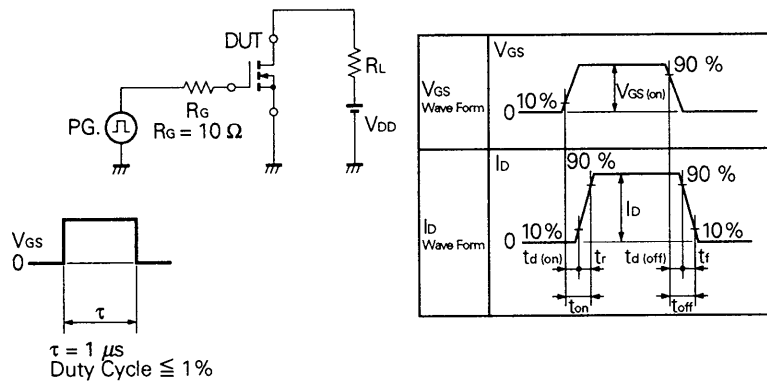 DUT
RL
RG
RG = 10 Ω
PG.
VDD
VGS
0
τ
τ = 1 μs
Duty Cycle ≦ 1%
VGS
Wave Form
VGS
90 %
10%
VGS (on)
0
ID
Wave Form
ID
90 %
90 %
ID
0
10%
10%
td (on)
tr
td (off)
tf
ton
toff